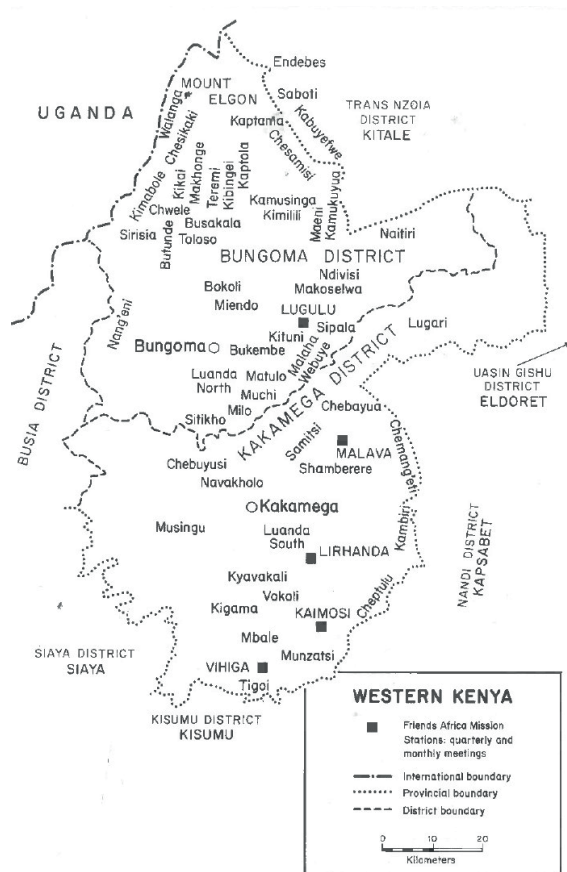 Endebes
MOUNT
ELGON
Saboti
UGANDA
TRANS NZOIA
DISTRICT
KITALE
Walanga
Chesikaki
Kaptama
Kabuyefwe
Chesamisi
Kimabole
Kikai
Makhonge
Teremi
Kibingei
Kaptola
Chwele
Kamusinga
Kimilili
Maeni
Kamukuyua
Sirisia
Butunde
Busakala
Toloso
Naitiri
BUNGOMA DISTRICT
Ndivisi
Makoselwa
Bokoli
Miendo
LUGULU
Nang'eni
Kituni
Sipala
Lugari
Bungoma
Bukembe
Malaha
Webuye
BUSIA DISTRICT
Luanda
North
Matulo
Muchi
Milo
Sitikho
KAKAMEGA DISTRICT
UASIN GISHU
DISTRICT
ELDORET
Chebayua
Samitsi
MALAVA
Shamberere
Chemang'eti
Chebuyusi
Navakholo
Kakamega
Musingu
Luanda
South
LIRHANDA
Kambiri
NANDI DISTRICT
KAPSABET
Kyavakali
Vokoli
Kigama
KAIMOSI
Cheptulu
Mbale
Munzatsi
SIAYA DISTRICT
SIAYA
VIHIGA
Tigoi
KISUMU DISTRICT
KISUMU
WESTERN KENYA
Friends Africa Mission
Stations: quarterly and
monthly meetings
International boundary
Provincial boundary
District boundary
0 10 20
Kilometers